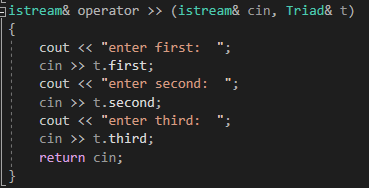 istream& operator >> (istream& cin, Triad& t)
{
cout << "enter first:  ";
cin >> t.first;
cout << "enter second:  ";
cin >> t.second;
cout << "enter third:  ";
cin >> t.third;
return cin;
}